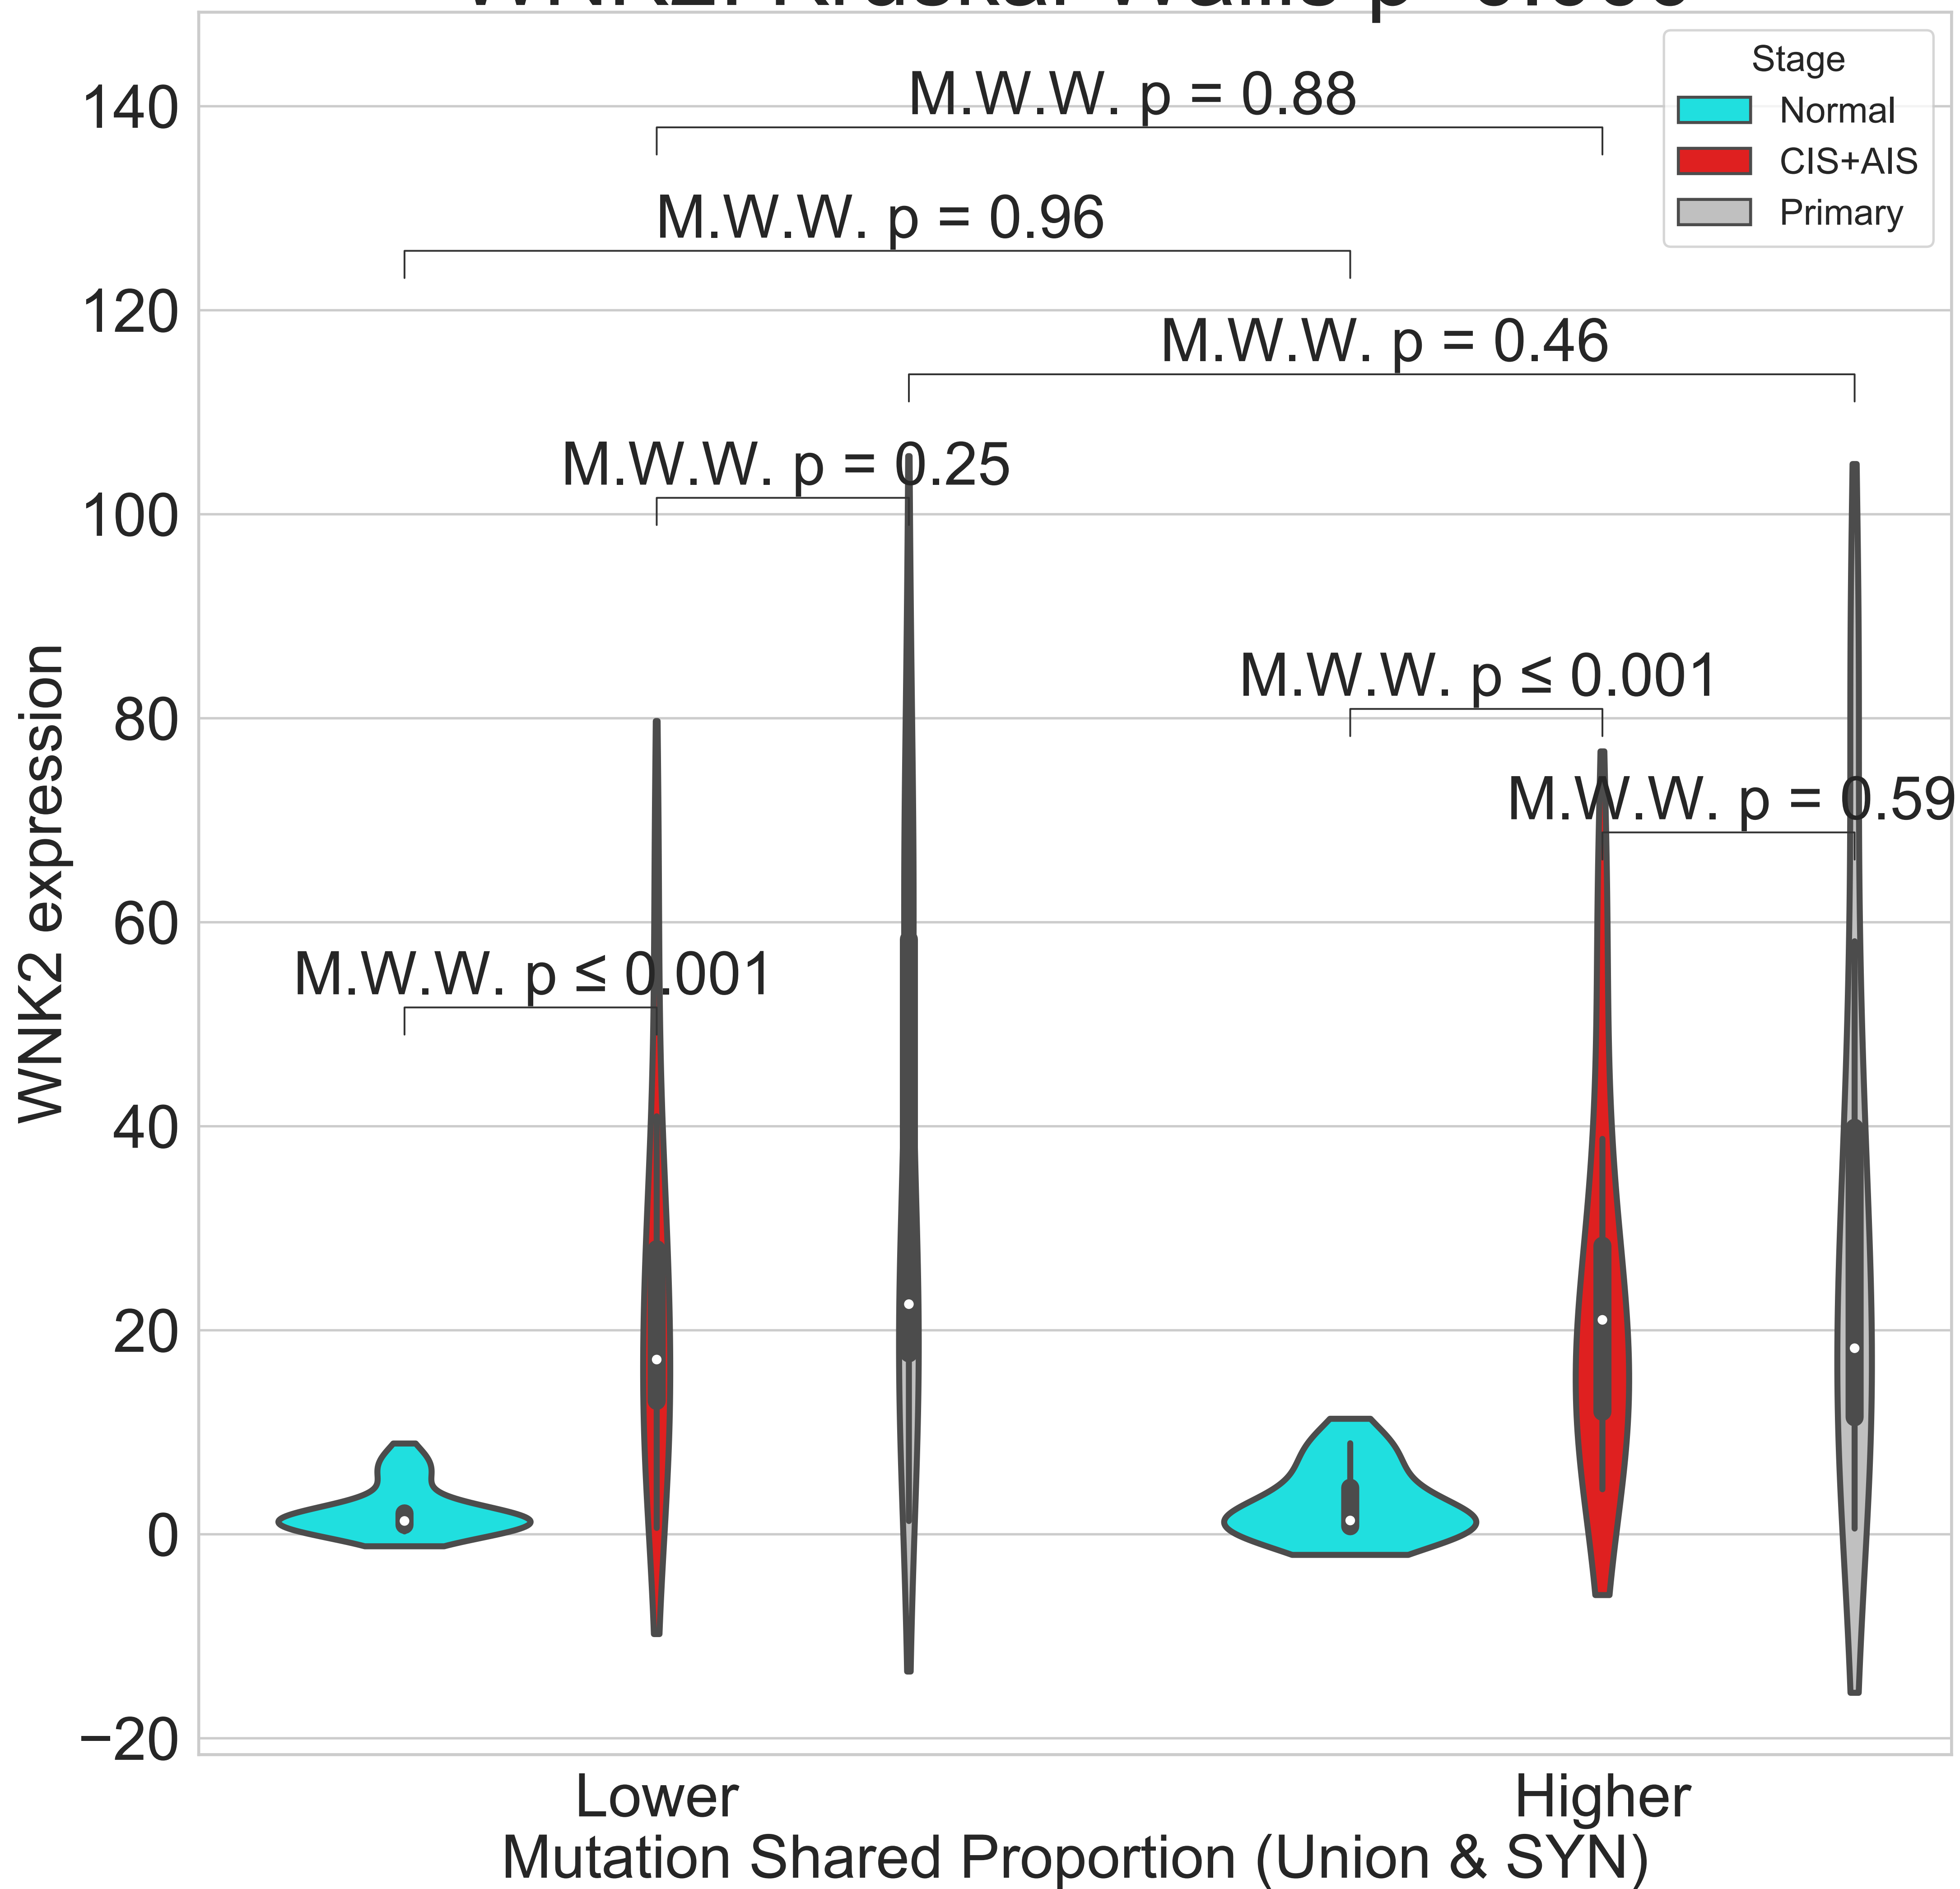 Stage
Normal
CIS+AIS
Primary
M.W.W. p = 0.88
M.W.W. p = 0.96
M.W.W. p = 0.46
M.W.W. p = 0.25
M.W.W. p ≤ 0.001
M.W.W. p = 0.59
M.W.W. p ≤ 0.001
140
120
100
80
60
40
20
0
−20
WNK2 expression
Lower
Higher
Mutation Shared Proportion (Union & SYN)